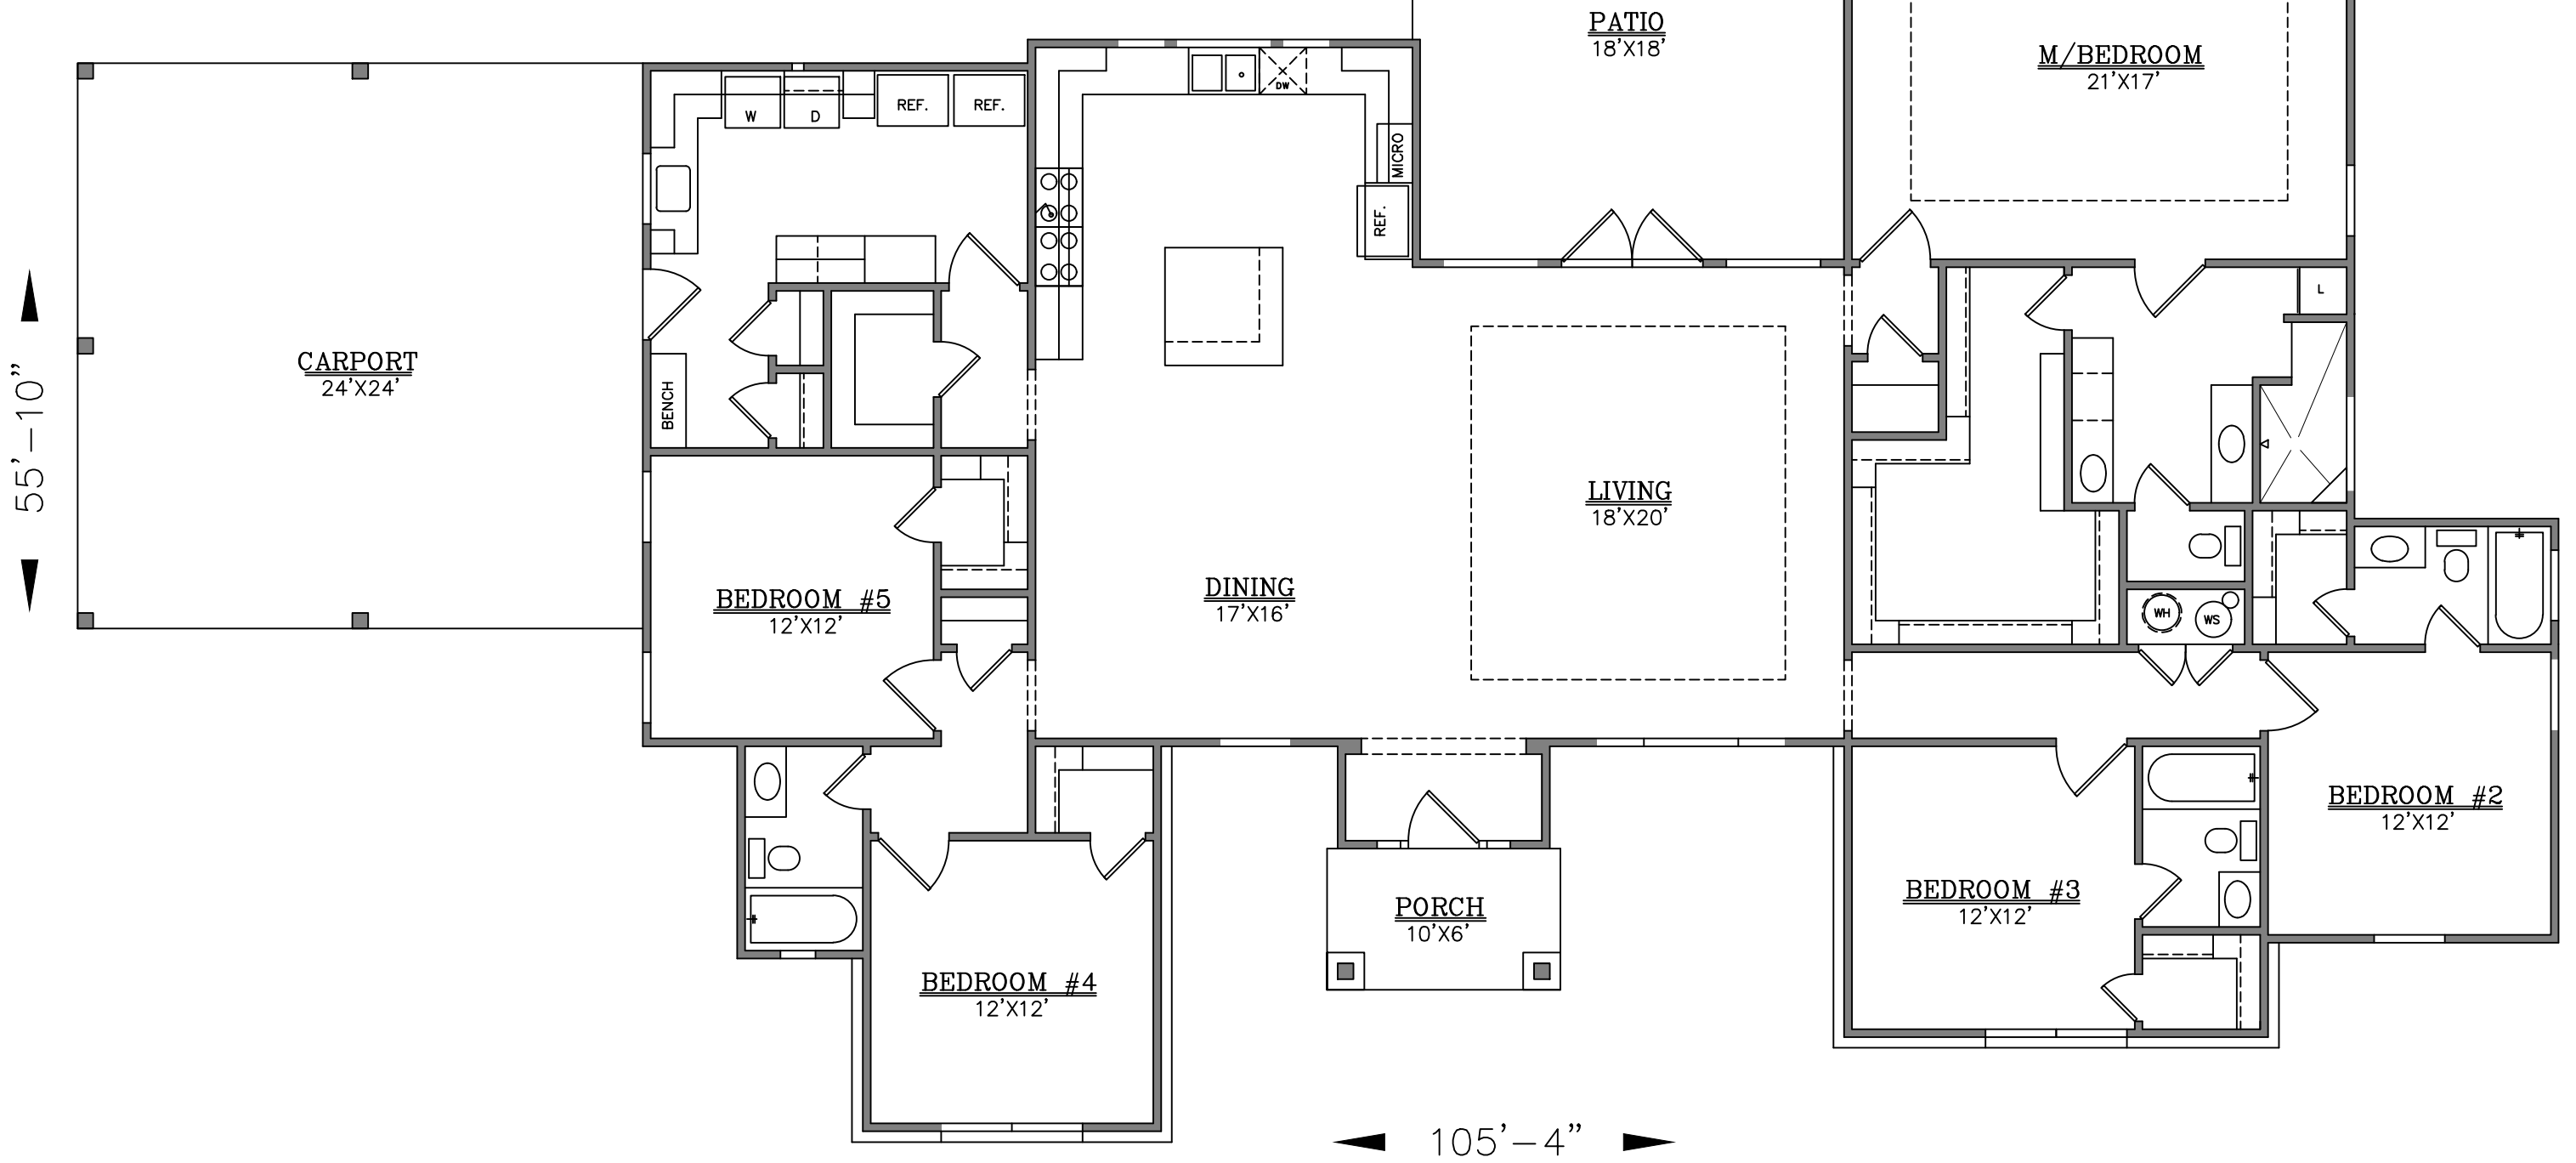 PATIO
18'X18'
M/BEDROOM
21'X17'
W
D
REF.
REF.
DW
MICRO
REF.
L
CARPORT
24'X24'
BENCH
55'-10"
LIVING
18'X20'
DINING
17'X16'
BEDROOM #5
12'X12'
WH
WS
BEDROOM #2
12'X12'
BEDROOM #3
12'X12'
PORCH
10'X6'
BEDROOM #4
12'X12'
105'-4"